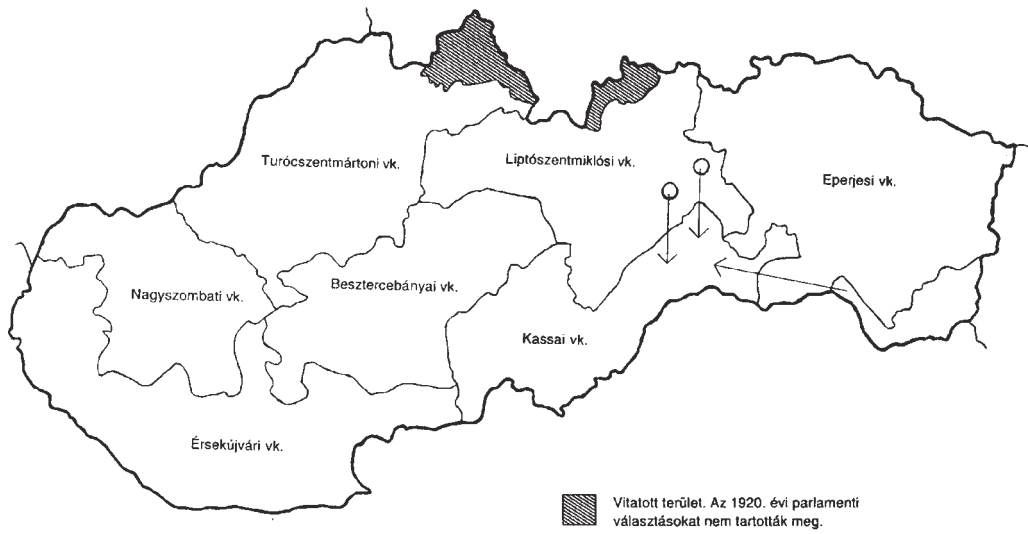 Turócszentmártoni vk.
Liptószentmiklósi vk.
Eperjesi vk.
Nagyszombati vk.
Besztercebányai vk.
Kassai vk.
Érsekújvári vk.
Vitatott terület. Az 1920. évi parlamenti
választásokat nem tartották meg.